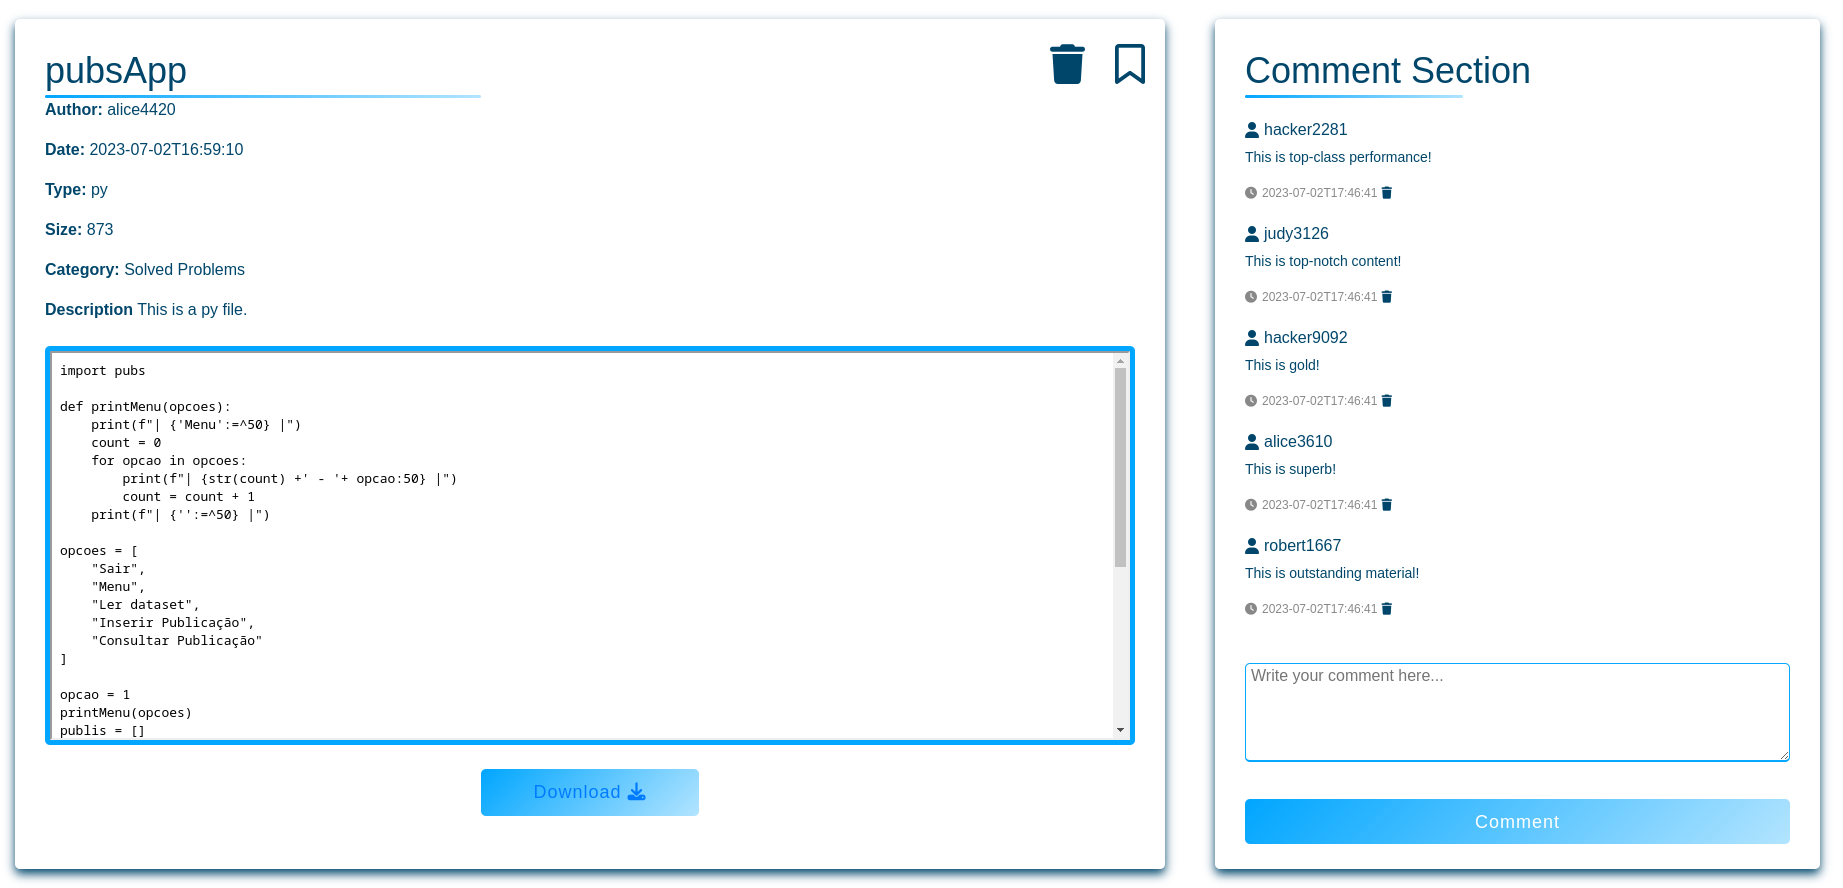 pubsApp
Author: alice4420
Date: 2023-07-02T16:59:10
Type: py
Size: 873
Category: Solved Problems
Description This is a py file.
import pubs
def printMenu(opcoes):
    print(f"| {'Menu':=^50} |")
    count = 0
    for opcao in opcoes:
        print(f"| {str(count) +' - '+ opcao:50} |")
        count = count + 1
    print(f"| {'':=^50} |")
opcoes = [
    "Sair",
    "Menu",
    "Ler dataset",
    "Inserir Publicação",
    "Consultar Publicação"
]
opcao = 1
printMenu(opcoes)
publis = []
Download
Comment Section
hacker2281
This is top-class performance!
2023-07-02T17:46:41
judy3126
This is top-notch content!
2023-07-02T17:46:41
hacker9092
This is gold!
2023-07-02T17:46:41
alice3610
This is superb!
2023-07-02T17:46:41
robert1667
This is outstanding material!
2023-07-02T17:46:41
Write your comment here...
Comment